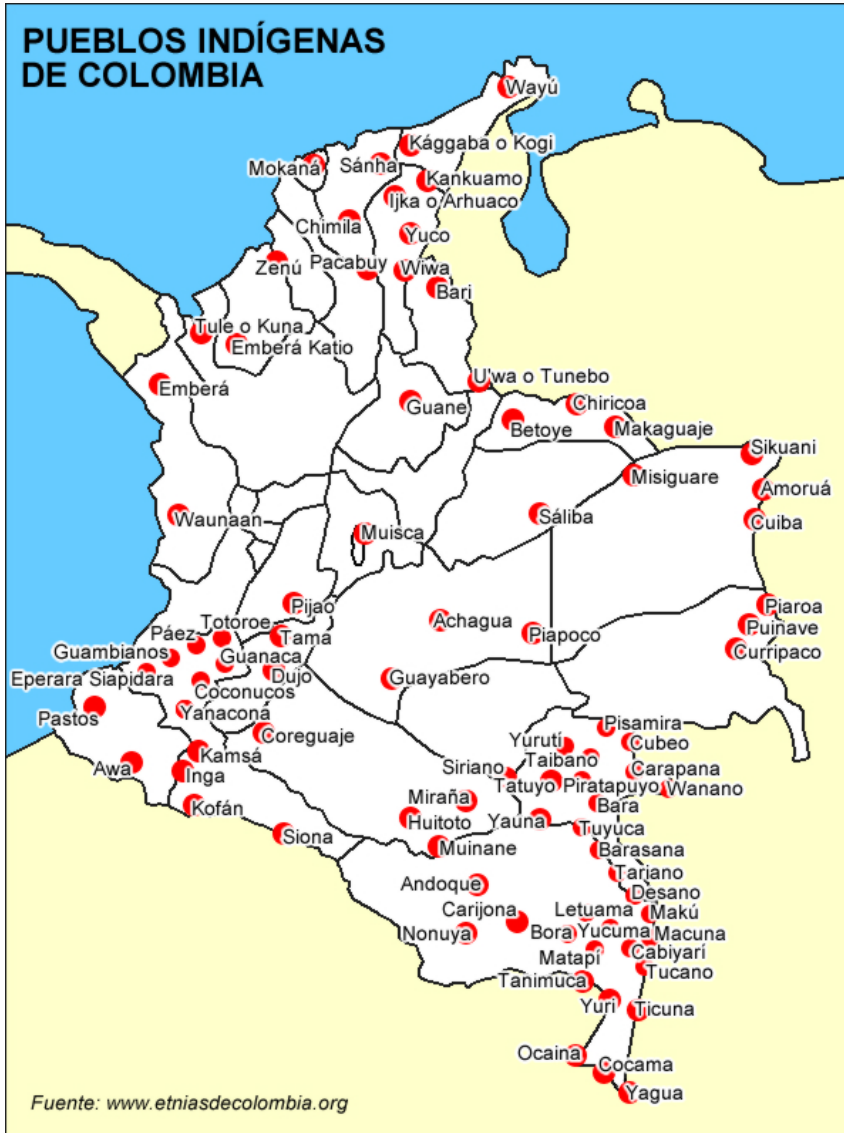 PUEBLOS INDÍGENAS
DE COLOMBIA
Wayú
Kággaba o Kogi
Mokaná
Sánha
Kankuamo
Ijka o Arhuaco
Chimila
Yuco
Zenú
Pacabuy
Wiwa
Bari
Tule o Kuna
Emberá Katio
Emberá
U'wa o Tunebo
Guane
Chiricoa
Betoye
Makaguaje
Sikuani
Misiguare
Amoruá
Waunaan
Sáliba
Cuiba
Muisca
Pijao
Piaroa
Totoroe
Achagua
Puinave
Páez
Tama
Piapoco
Guambianos
Guanaca
Curripaco
Eperara Siapidara
Dujo
Guayabero
Coconucos
Pastos
Yanacona
Pisamira
Coreguaje
Yurutí
Cubeo
Kamsá
Taibano
Awa
Inga
Siriano
Carapana
Tatuyo
Piratapuyo
Wanano
Miraña
Bara
Kofán
Huitoto
Yauna
Siona
Tuyuca
Muinane
Barasana
Tariano
Andoque
Desano
Carijona
Letuama
Makú
Nonuya
Bora
Yucuma
Macuna
Matapí
Cabiyarí
Tanimuca
Tucano
Yuri
Ticuna
Ocaina
Cocama
Yagua
Fuente: www.etniasdecolombia.org